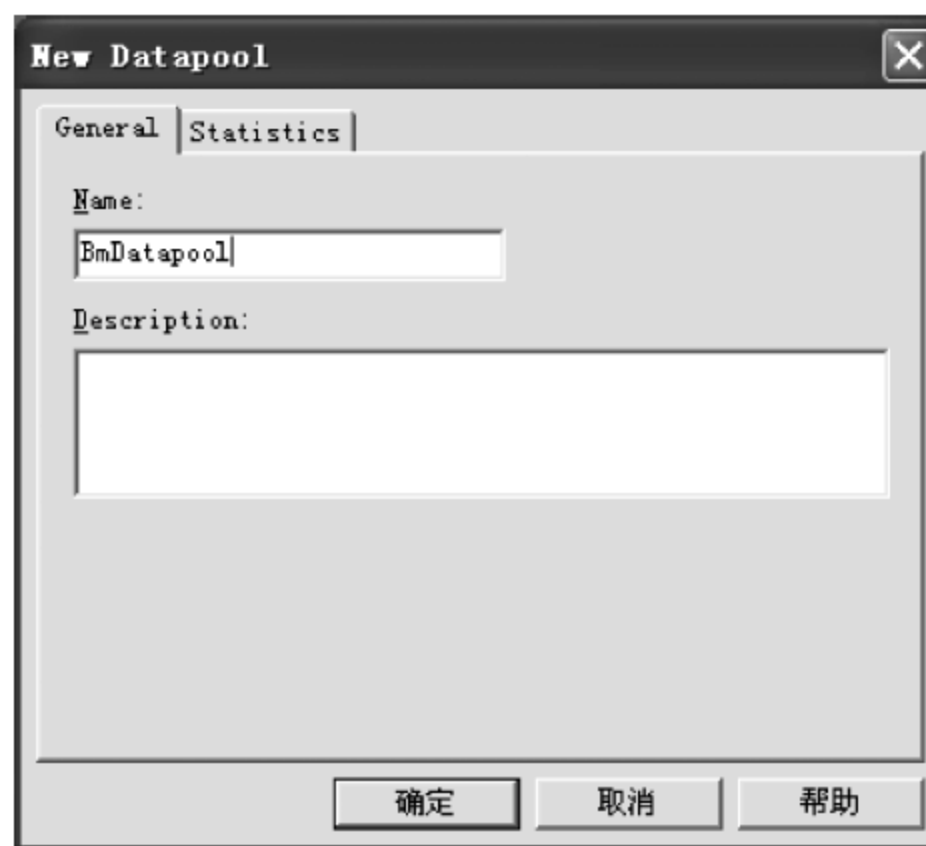 New Datapool
General Statistics
Name:
BmDatapool
Description:
确定 取消 帮助